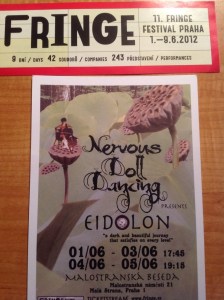 FRINGE
11. FRINGE
FESTIVAL PRAHA
1.–9.6.2012
9 DNÍ / DAYS 42 SOUBORŮ / COMPANIES 243 PŘEDSTAVENÍ / PERFORMANCES
Nervous
Doll
Dancing
PRESENTS
EIDOLON
"a dark and beautiful journey
that satisfies on every level"
01/06 - 03/06 17:45
04/06 - 05/06 19:15
MALOSTRANSKÁ BESEDA
Malostranské náměstí 21
Malá Strana, Praha 1